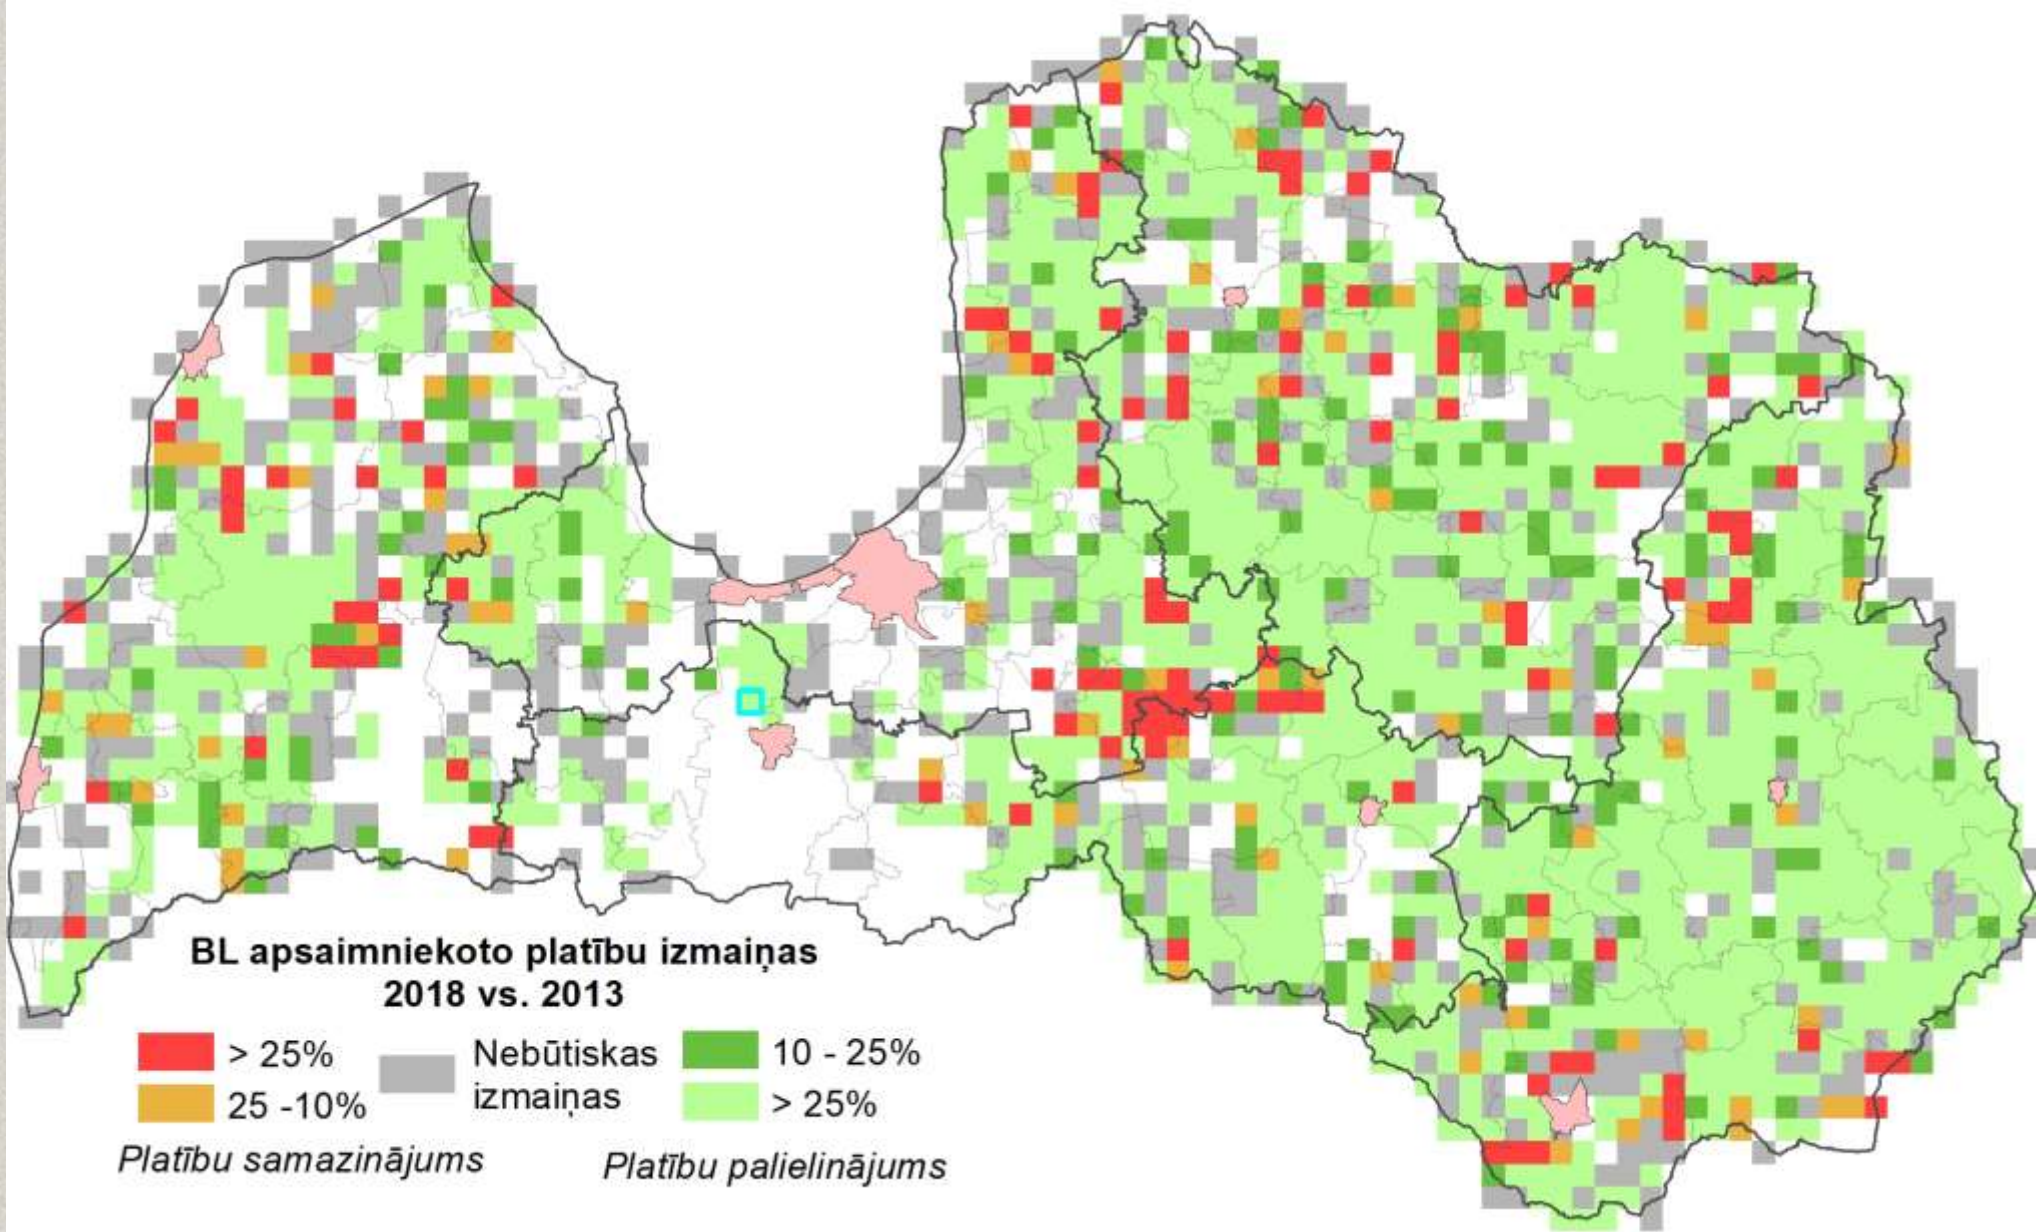 BL apsaimniekoto platību izmaiņas
2018 vs. 2013
> 25%
25 -10%
Nebūtiskas
izmaiņas
10 - 25%
> 25%
Platību samazinājums
Platību palielinājums